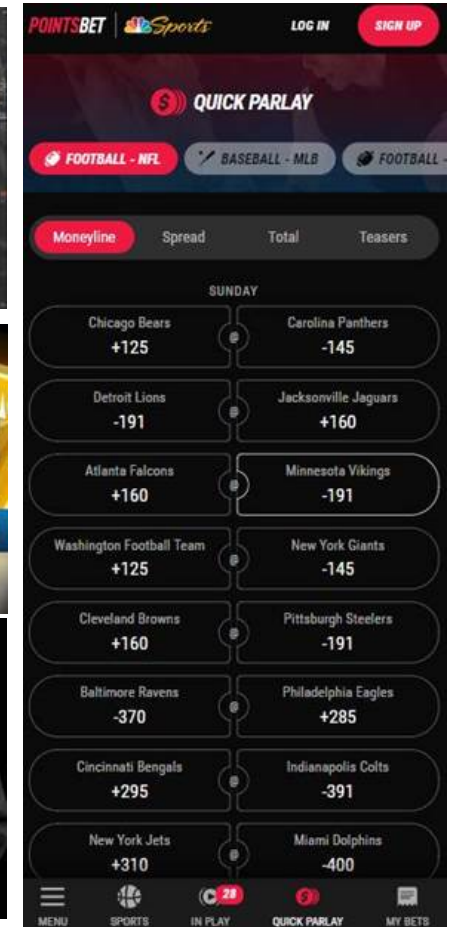 POINTSBET | NBC Sports LOG IN SIGN UP
QUICK PARLAY
FOOTBALL - NFL BASEBALL - MLB FOOTBALL -
Moneyline Spread Total Teasers
SUNDAY
Chicago Bears @ Carolina Panthers
+125 -145
Detroit Lions @ Jacksonville Jaguars
-191 +160
Atlanta Falcons @ Minnesota Vikings
+160 -191
Washington Football Team @ New York Giants
+125 -145
Cleveland Browns @ Pittsburgh Steelers
+160 -191
Baltimore Ravens @ Philadelphia Eagles
-370 +285
Cincinnati Bengals @ Indianapolis Colts
+295 -391
New York Jets @ Miami Dolphins
+310 -400
28
MENU SPORTS IN PLAY QUICK PARLAY MY BETS